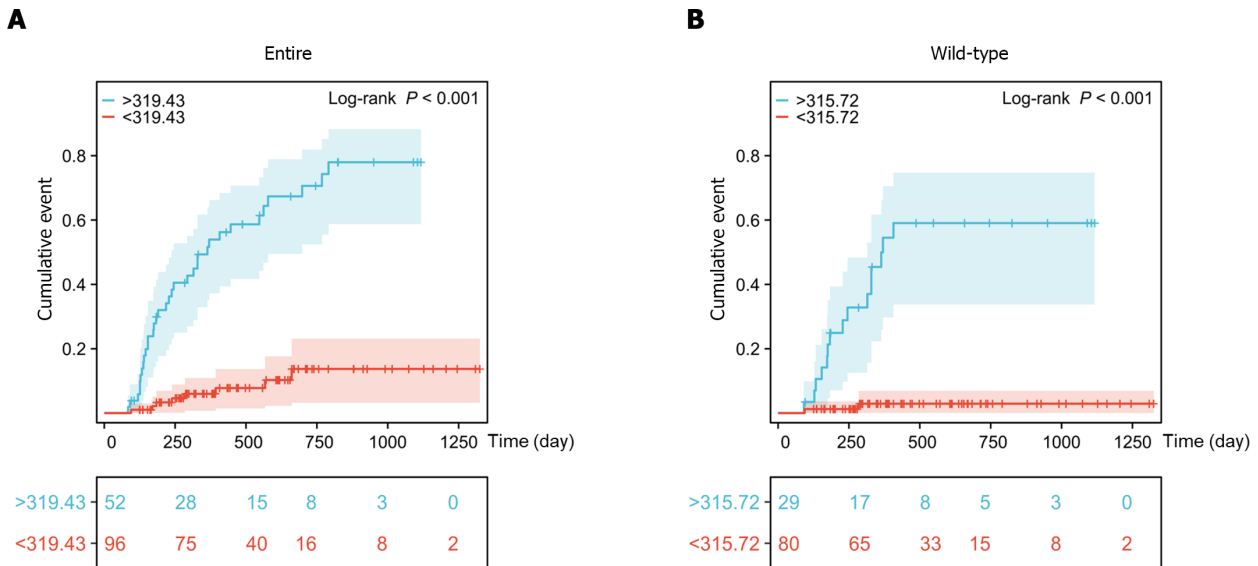 A
Entire
>319.43
<319.43
Log-rank P < 0.001
Cumulative event
0.8
0.6
0.4
0.2
0 250 500 750 1000 1250 Time (day)
>319.43 52 28 15 8 3 0
<319.43 96 75 40 16 8 2
B
Wild-type
>315.72
<315.72
Log-rank P < 0.001
Cumulative event
0.8
0.6
0.4
0.2
0 250 500 750 1000 1250 Time (day)
>315.72 29 17 8 5 3 0
<315.72 80 65 33 15 8 2